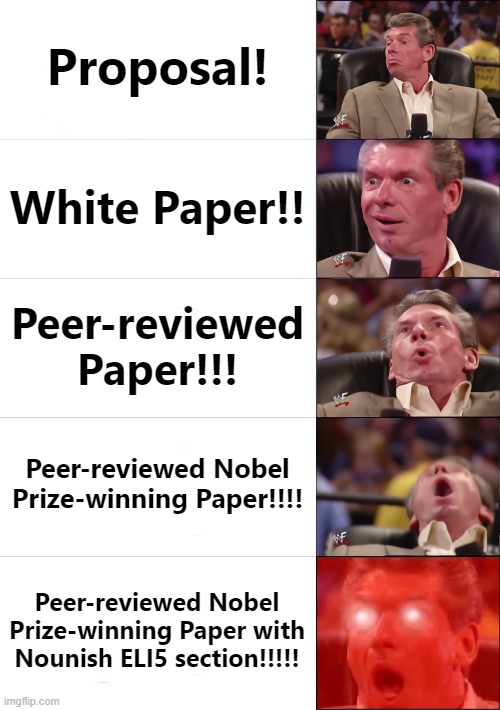 Proposal!
White Paper!!
Peer-reviewed
Paper!!!
Peer-reviewed Nobel
Prize-winning Paper!!!!
Peer-reviewed Nobel
Prize-winning Paper with
Nounish ELI5 section!!!!!
imgflip.com